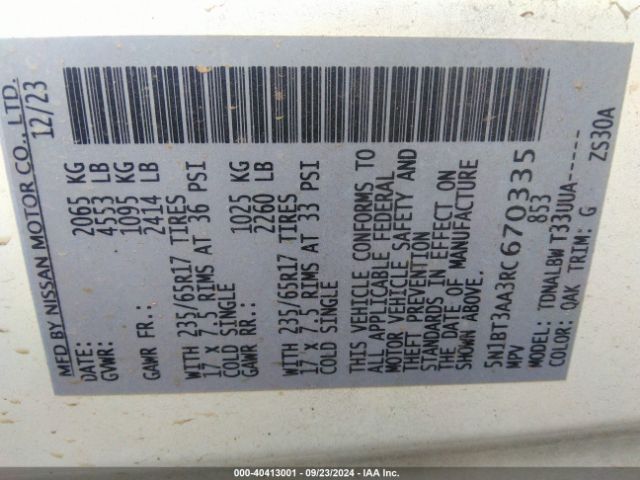 MFD BY NISSAN MOTOR CO., LTD.
DATE: 12/23
GVWR: 2065 KG
4553 LB
GAWR FR.: 1095 KG
2414 LB
WITH 235/65R17 TIRES
17 X 7.5 RIMS AT 36 PSI
COLD SINGLE
GAWR RR.: 1025 KG
2260 LB
WITH 235/65R17 TIRES
17 X 7.5 RIMS AT 33 PSI
COLD SINGLE
THIS VEHICLE CONFORMS TO
ALL APPLICABLE FEDERAL
MOTOR VEHICLE SAFETY AND
THEFT PREVENTION
STANDARDS IN EFFECT ON
THE DATE OF MANUFACTURE
SHOWN ABOVE.
5N1BT3AA3RC670335
MPV 853
MODEL: TDNALBW T33UUA-----
COLOR: QAK TRIM: G ZS30A
000-40413001 - 09/23/2024 - IAA Inc.